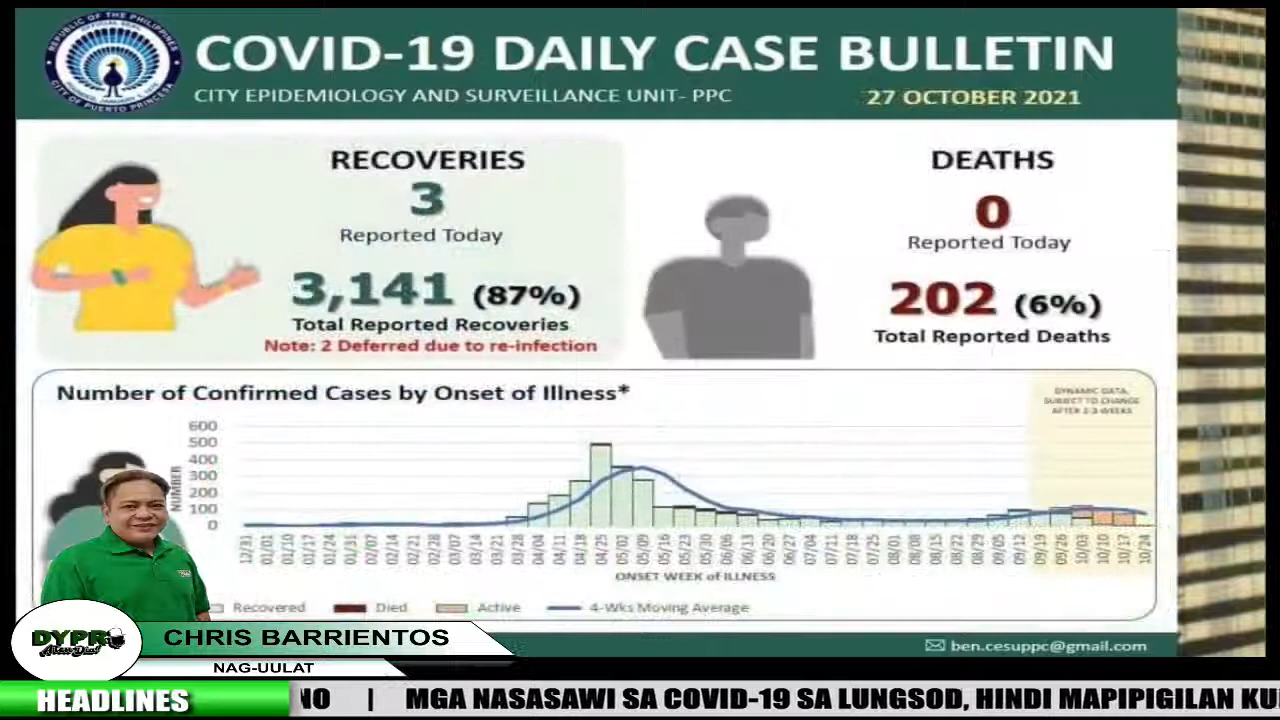 REPUBLIC OF THE PHILIPPINES
CITY OF PUERTO PRINCESA
COVID-19 DAILY CASE BULLETIN
CITY EPIDEMIOLOGY AND SURVEILLANCE UNIT- PPC
27 OCTOBER 2021
RECOVERIES
3
Reported Today
3,141 (87%)
Total Reported Recoveries
Note: 2 Deferred due to re-infection
DEATHS
0
Reported Today
202 (6%)
Total Reported Deaths
Number of Confirmed Cases by Onset of Illness*
DYNAMIC DATA,
SUBJECT TO CHANGE
AFTER 2-3 WEEKS
NUMBER
600
500
400
300
200
100
0
12/31 01/01 01/10 01/17 01/24 01/31 02/07 02/14 02/21 02/28 03/07 03/14 03/21 03/28 04/04 04/11 04/18 04/25 05/02 05/09 05/16 05/23 05/30 06/06 06/13 06/20 06/27 07/04 07/11 07/18 07/25 08/01 08/08 08/15 08/22 08/29 09/05 09/12 09/19 09/26 10/03 10/10 10/17 10/24
ONSET WEEK of ILLNESS
Recovered Died Active 4-Wks Moving Average
ben.cesuppc@gmail.com
DYPR
CHRIS BARRIENTOS
NAG-UULAT
HEADLINES
NO | MGA NASASAWI SA COVID-19 SA LUNGSOD, HINDI MAPIPIGILAN KU